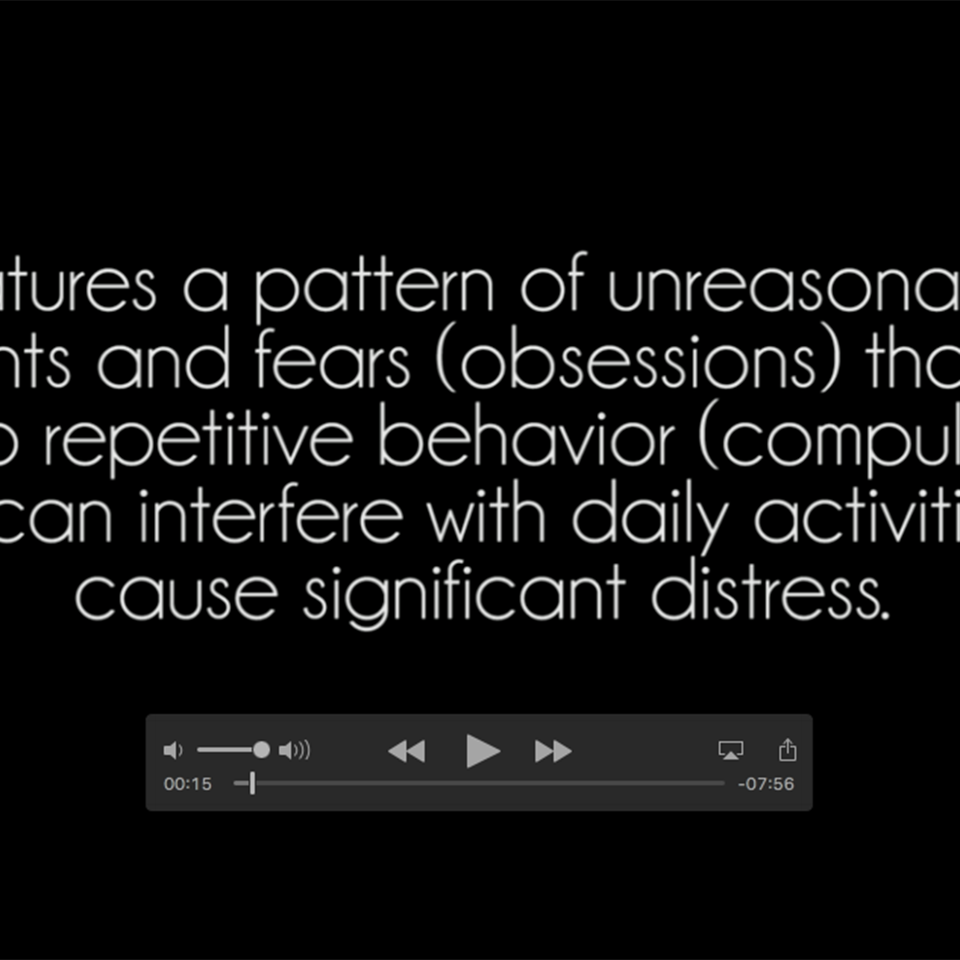 atures a pattern of unreasona
nts and fears (obsessions) tha
o repetitive behavior (compul
can interfere with daily activiti
cause significant distress.
00:15
-07:56